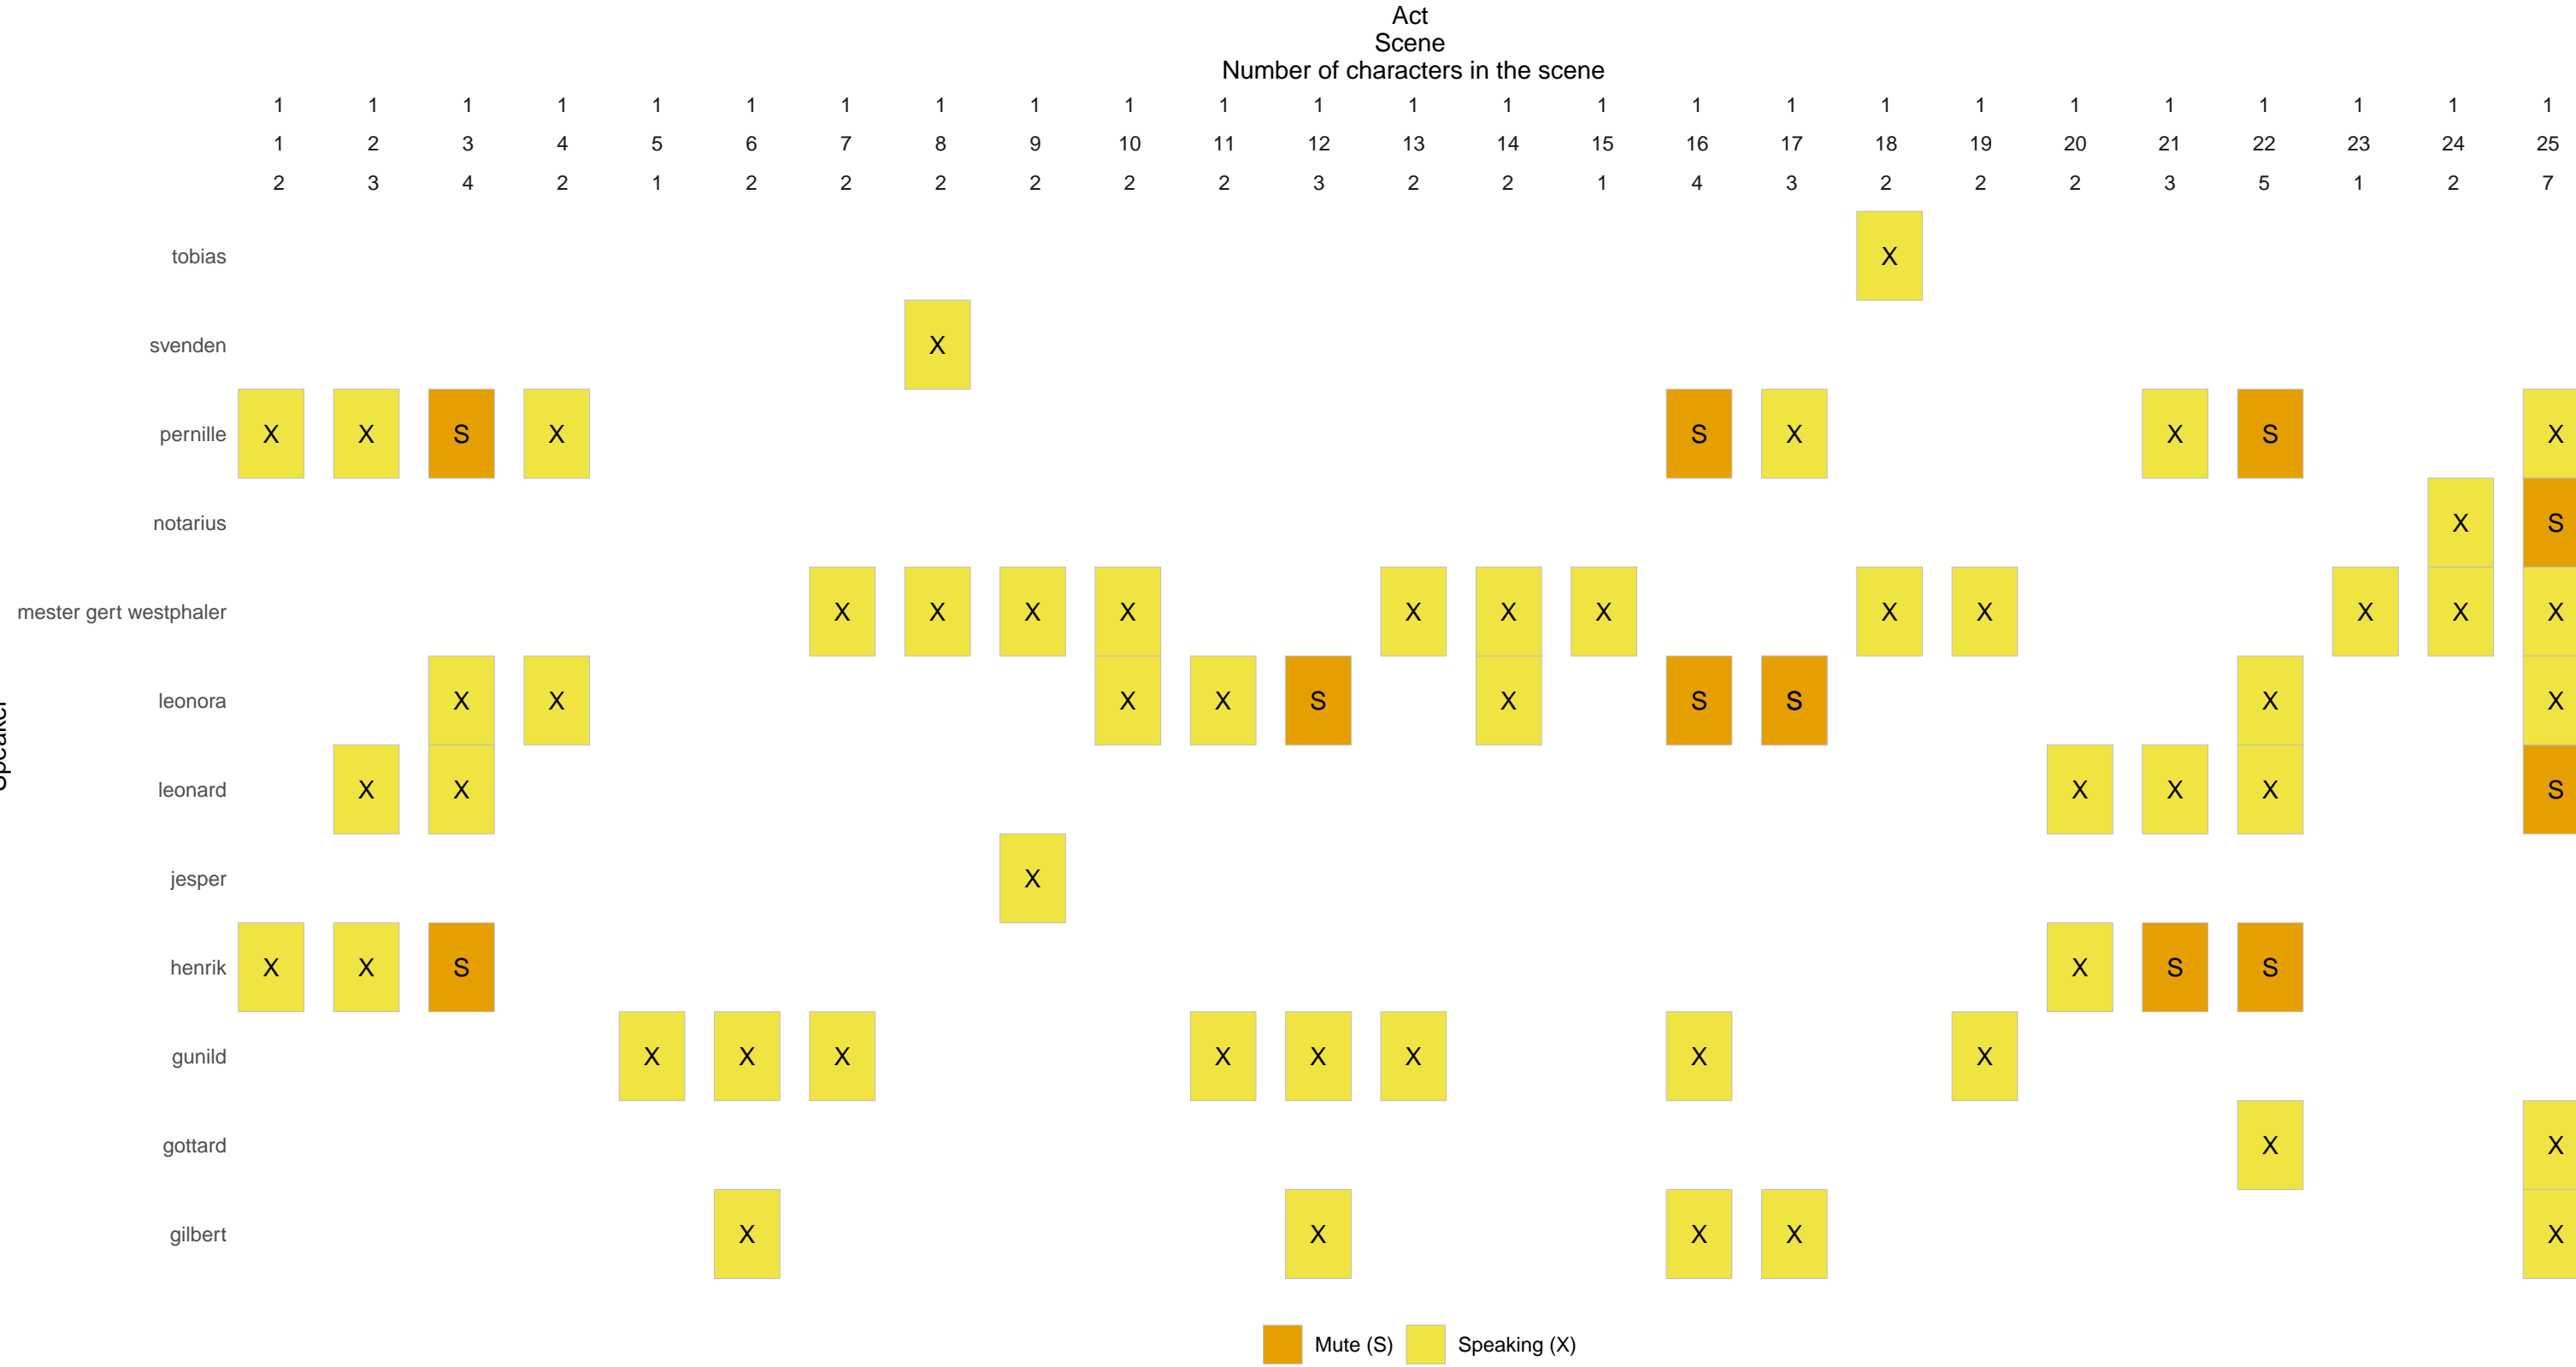 Act
Scene
Number of characters in the scene
1 1 1 1 1 1 1 1 1 1 1 1 1 1 1 1 1 1 1 1 1 1 1 1 1
1 2 3 4 5 6 7 8 9 10 11 12 13 14 15 16 17 18 19 20 21 22 23 24 25
2 3 4 2 1 2 2 2 2 2 2 3 2 2 1 4 3 2 2 2 3 5 1 2 7
tobias X
svenden X
pernille X X S X S X X S X
notarius X S
mester gert westphaler X X X X X X X X X X X X
leonora X X X X S X S S X X
leonard X X X X X S
jesper X
henrik X X S X S S
gunild X X X X X X X X
gottard X X
gilbert X X X X X
Mute (S) Speaking (X)